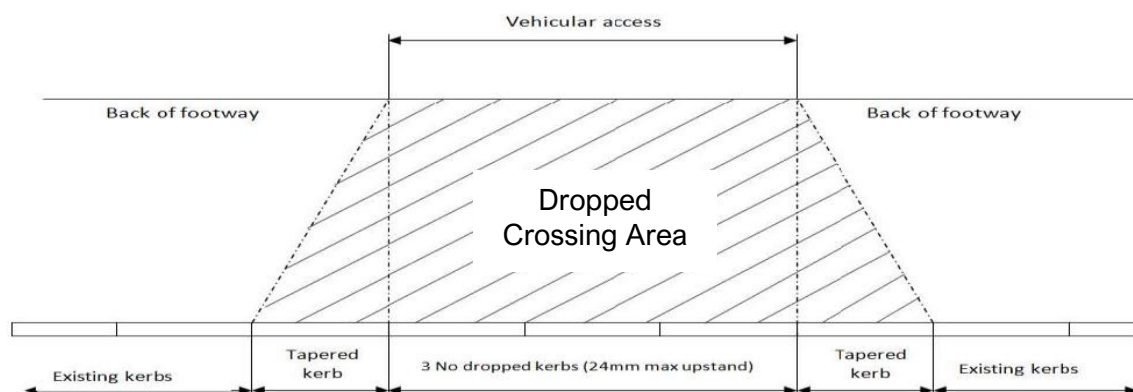 Vehicular access
Back of footway
Back of footway
Dropped
Crossing Area
Existing kerbs
Tapered
kerb
3 No dropped kerbs (24mm max upstand)
Tapered
kerb
Existing kerbs